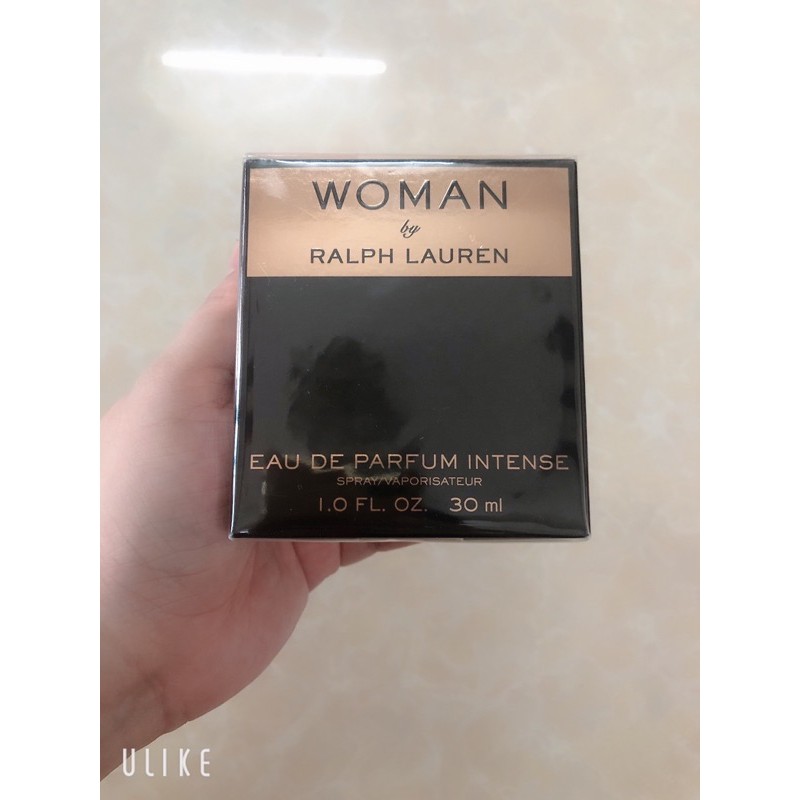 WOMAN
by
RALPH LAUREN
EAU DE PARFUM INTENSE
SPRAY/VAPORISATEUR
1.0 FL. OZ. 30 ml
ULIKE